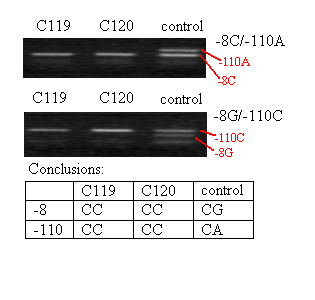 C119 C120 control
-8C/-110A
-110A
-8C
C119 C120 control
-8G/-110C
-110C
-8G
Conclusions:
C119 C120 control
-8 CC CC CG
-110 CC CC CA